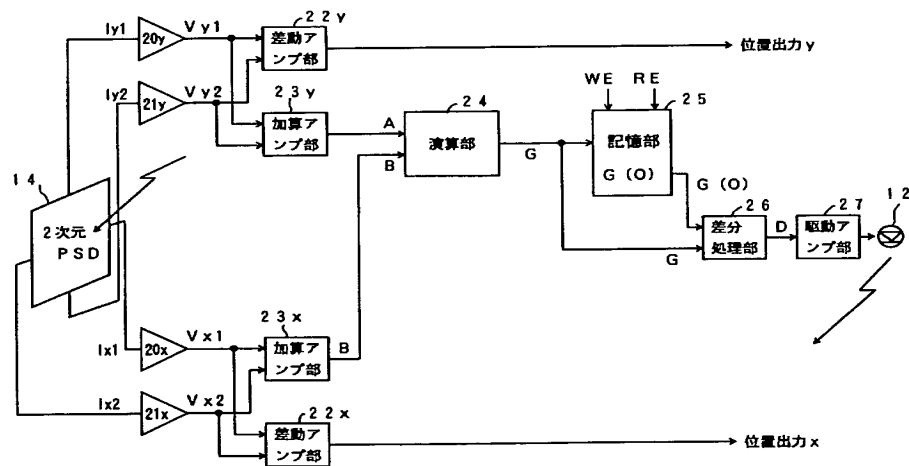 Iy1
20y
Vy1
22y
差動ア
ンプ部
位置出力y
Iy2
21y
Vy2
23y
加算ア
ンプ部
A
B
24
演算部
G
WE RE
25
記憶部
G(O)
G(O)
26
差分
処理部
G
D
27
駆動ア
ンプ部
12
14
2次元
PSD
Ix1
20x
Vx1
23x
加算ア
ンプ部
B
Ix2
21x
Vx2
22x
差動ア
ンプ部
位置出力x